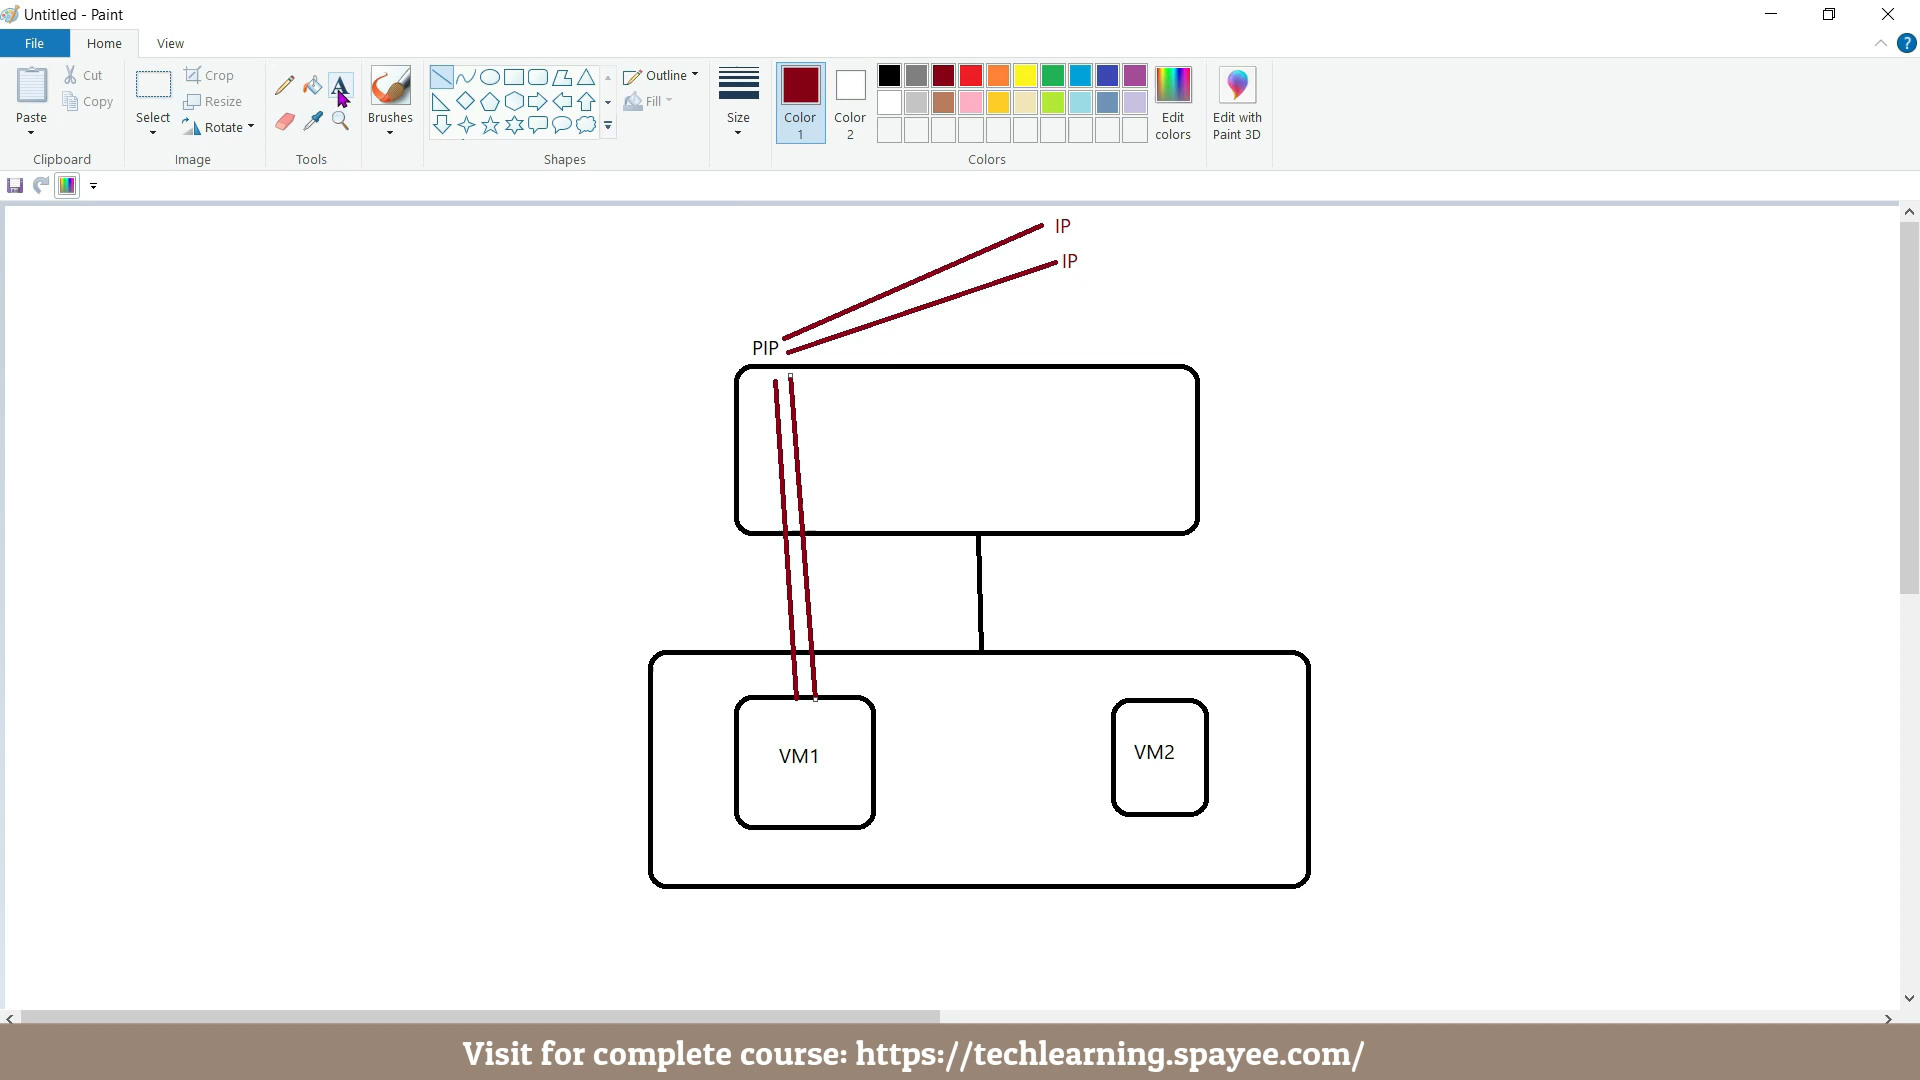 Untitled - Paint
File
Home
View
Paste
Cut
Copy
Clipboard
Select
Crop
Resize
Rotate
Image
A
Tools
Brushes
Outline
Fill
Shapes
Size
Color
1
Color
2
Edit
colors
Colors
Edit with
Paint 3D
?
IP
IP
PIP
VM1
VM2
Visit for complete course: https://techlearning.spayee.com/